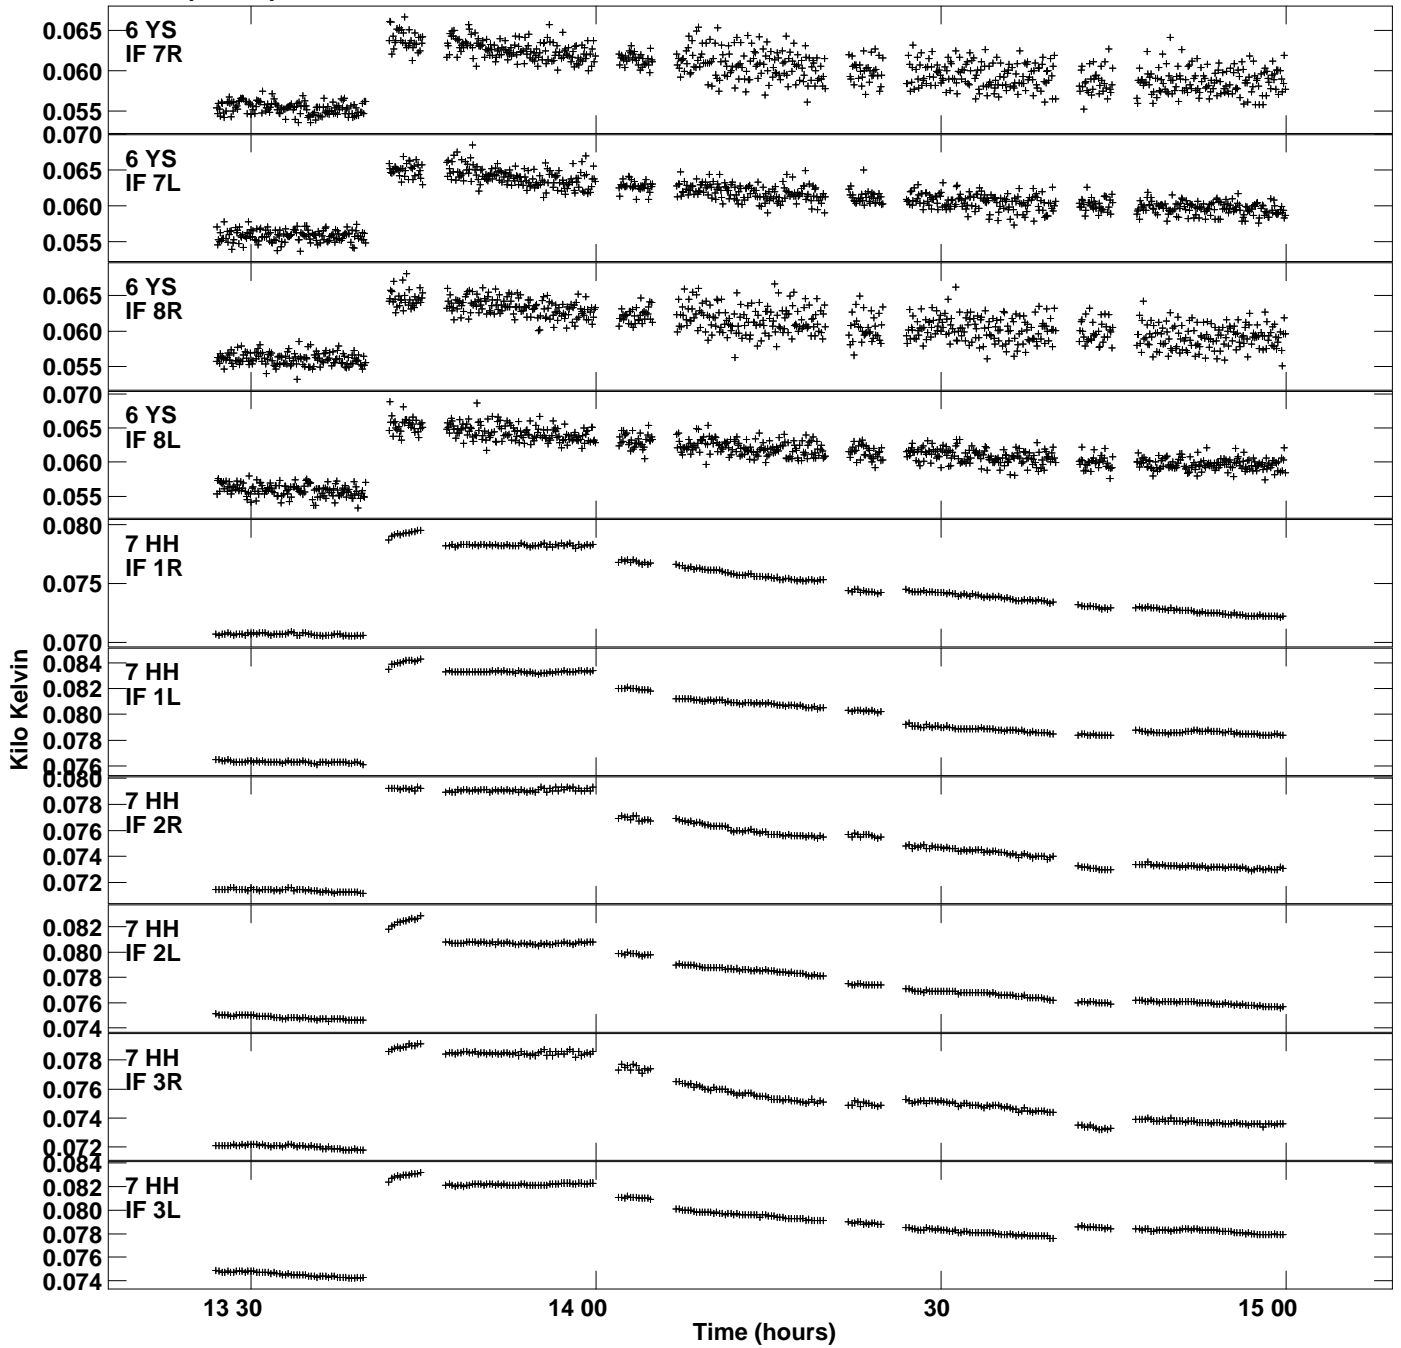 0.065
0.060
0.055
6 YS
IF 7R
0.070
0.065
0.060
0.055
6 YS
IF 7L
0.065
0.060
0.055
6 YS
IF 8R
0.070
0.065
0.060
0.055
6 YS
IF 8L
0.080
0.075
0.070
7 HH
IF 1R
0.084
0.082
0.080
0.078
0.076
7 HH
IF 1L
0.080
0.078
0.076
0.074
0.072
7 HH
IF 2R
0.082
0.080
0.078
0.076
0.074
7 HH
IF 2L
0.078
0.076
0.074
0.072
7 HH
IF 3R
0.084
0.082
0.080
0.078
0.076
0.074
7 HH
IF 3L
Kilo Kelvin
13 30
14 00
30
15 00
Time (hours)